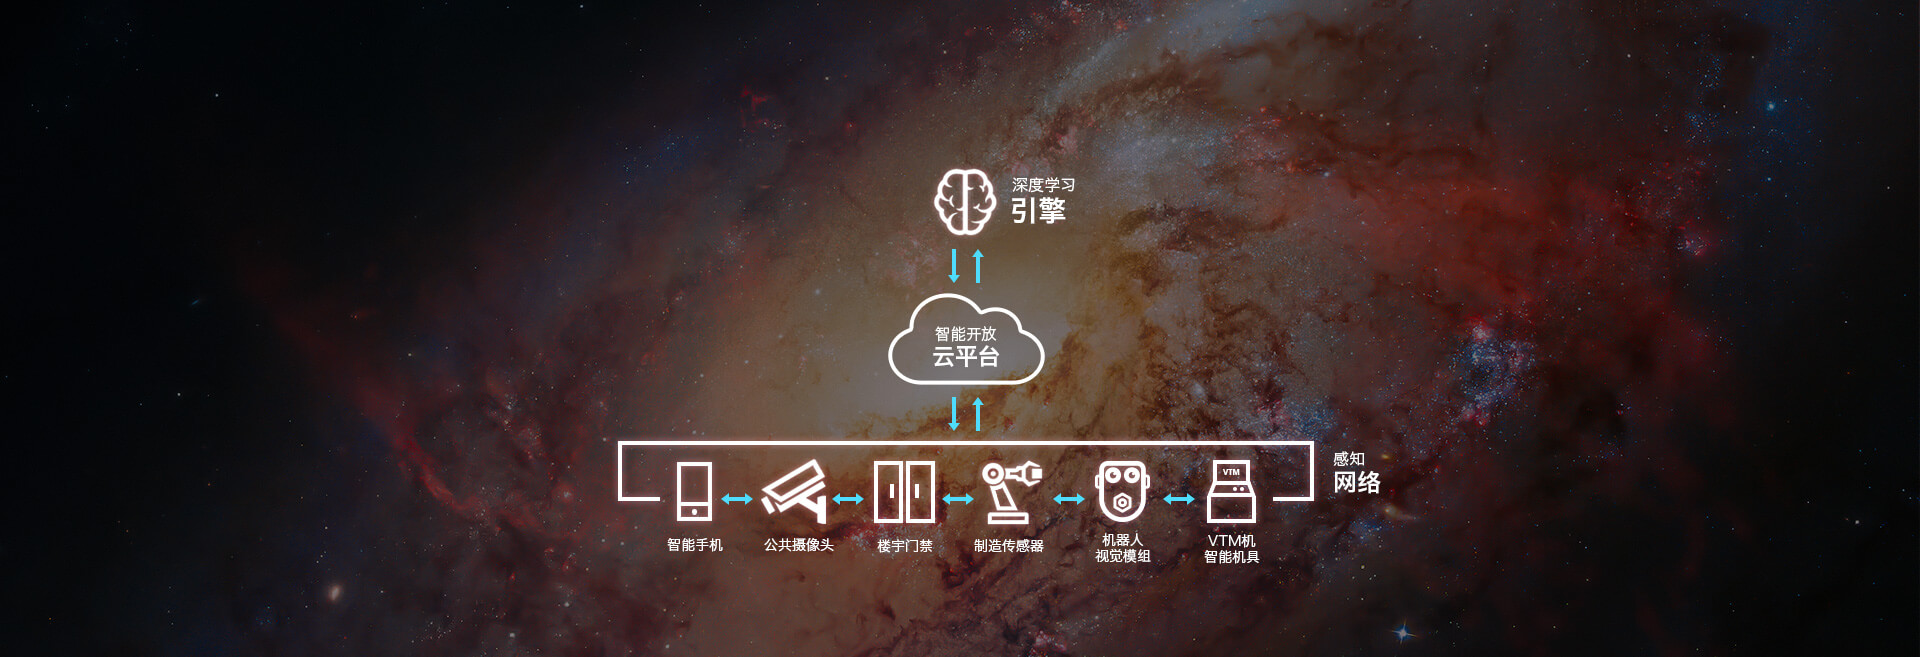 深度学习
引擎
智能开放
云平台
感知
网络
VTM
智能手机
公共摄像头
楼宇门禁
制造传感器
机器人
视觉模组
VTM机
智能机具